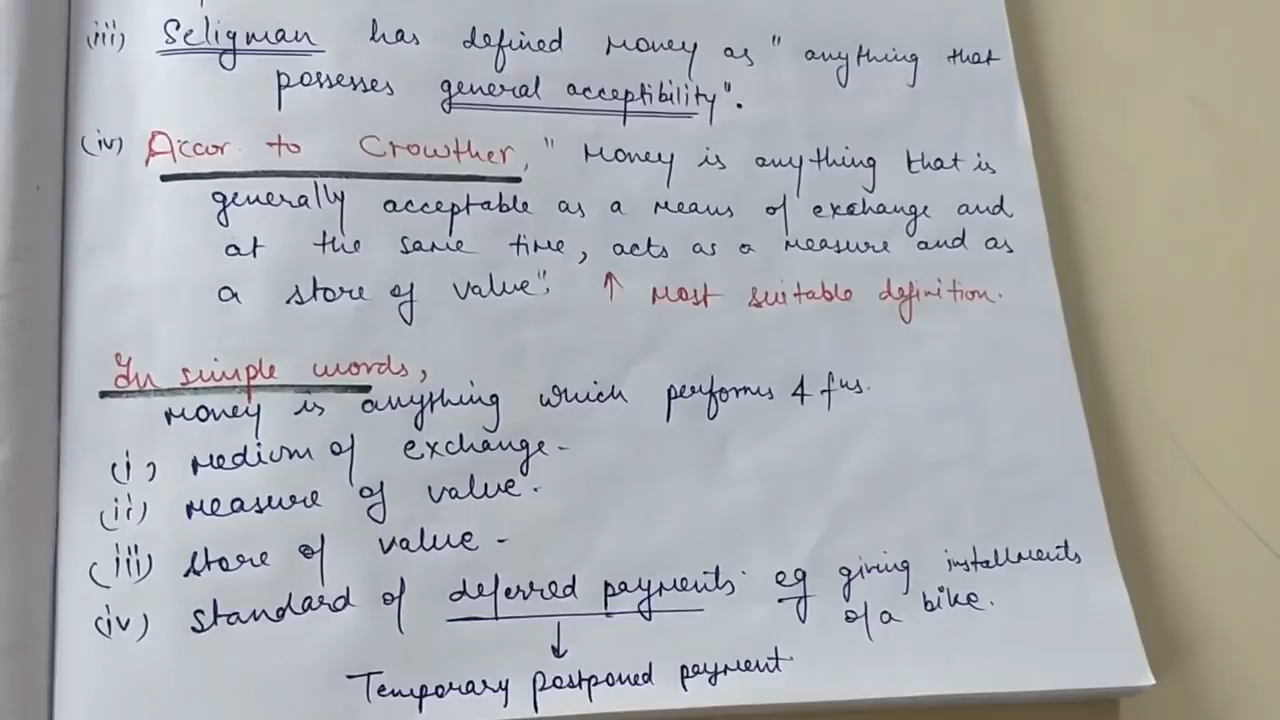 (iii) Seligman has defined money as " anything that
possesses general acceptibility".
(iv) Accor. to Crowther, " Money is anything that is
generally acceptable as a means of exchange and
at the same time, acts as a measure and as
a store of value". ↑ Most suitable definition.
In simple words,
Money is anything which performs 4 fns.
(i) Medium of exchange -
(ii) Measure of value.
(iii) Store of value -
(iv) Standard of deferred payments. eg giving installments
of a bike.
↓
Temporary postponed payment